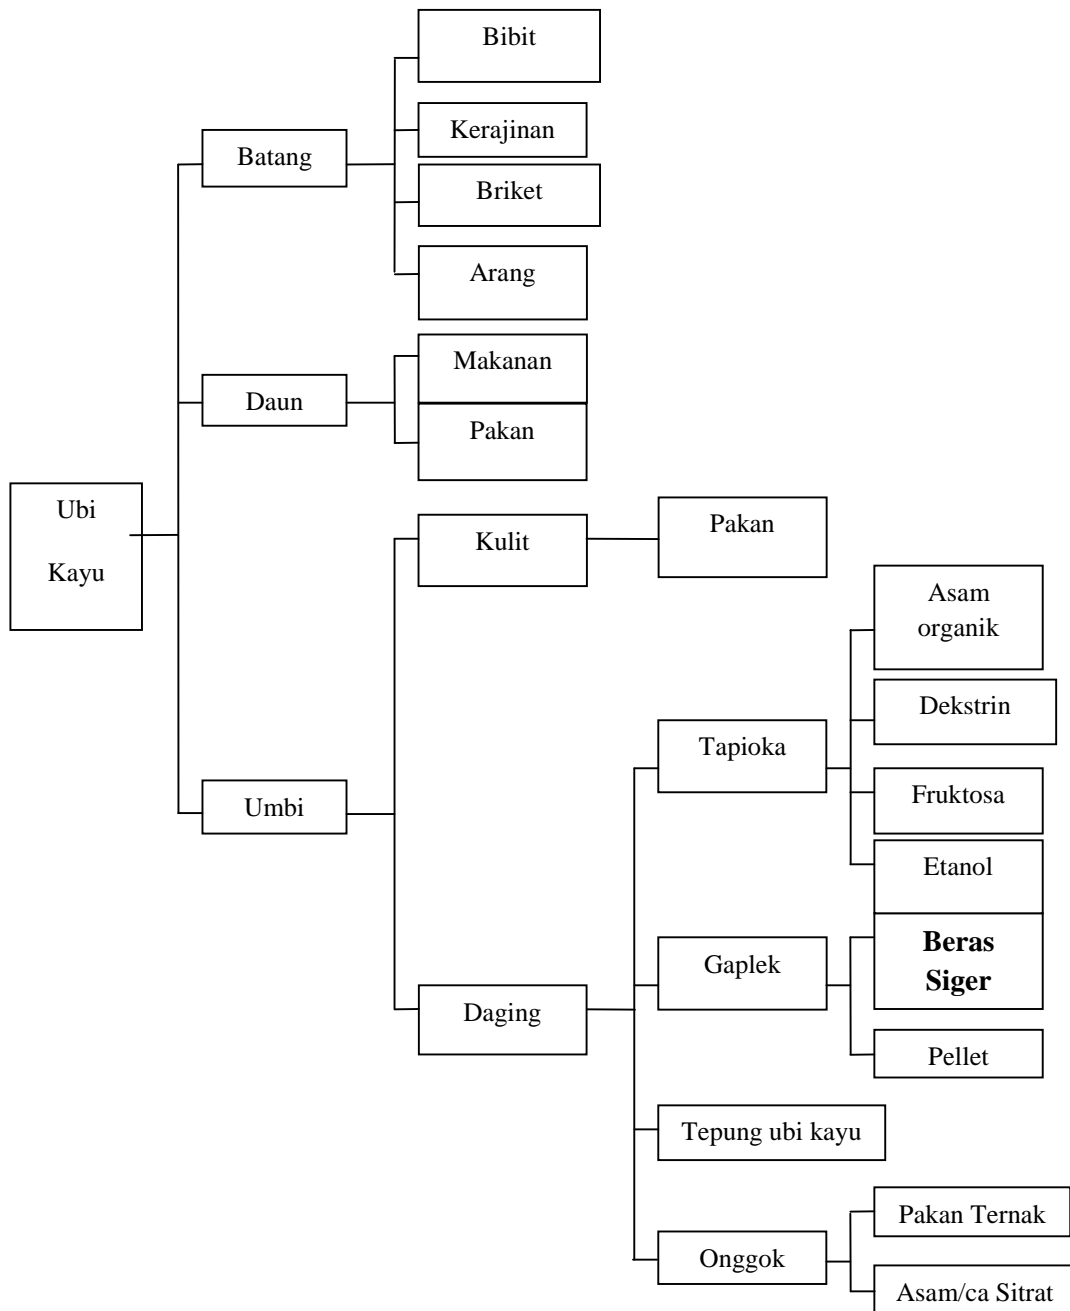 Bibit
Kerajinan
Batang
Briket
Arang
Makanan
Daun
Pakan
Ubi
Kayu
Kulit
Pakan
Asam
organik
Dekstrin
Tapioka
Umbi
Fruktosa
Etanol
Beras
Siger
Gaplek
Daging
Pellet
Tepung ubi kayu
Pakan Ternak
Onggok
Asam/ca Sitrat